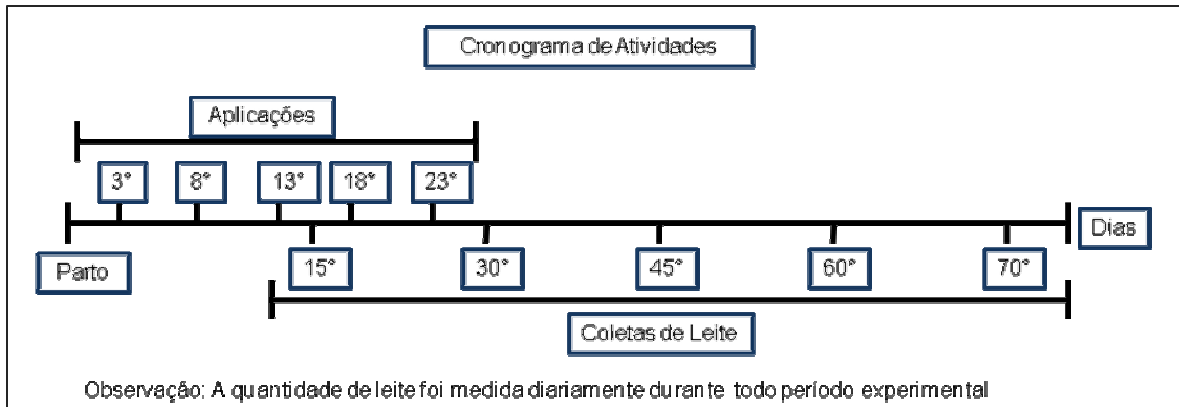 Cronograma de Atividades
Aplicações
3° 8° 13° 18° 23°
Dias
Parto
15° 30° 45° 60° 70°
Coletas de Leite
Observação: A quantidade de leite foi medida diariamente durante todo período experimental